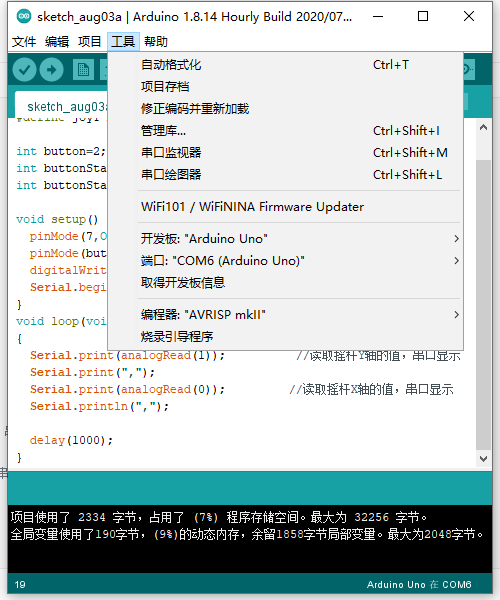 sketch_aug03a | Arduino 1.8.14 Hourly Build 2020/07...
文件 编辑 项目 工具 帮助
自动格式化 Ctrl+T
项目存档
修正编码并重新加载
管理库... Ctrl+Shift+I
串口监视器 Ctrl+Shift+M
串口绘图器 Ctrl+Shift+L
WiFi101 / WiFiNINA Firmware Updater
开发板: "Arduino Uno"
端口: "COM6 (Arduino Uno)"
取得开发板信息
编程器: "AVRISP mkII"
烧录引导程序
sketch_aug03a
int button=2;
int buttonSta
int buttonSta
void setup()
pinMode(7,O
pinMode(but
digitalWrit
Serial.begi
}
void loop(voi
{
Serial.print(analogRead(1)); //读取摇杆Y轴的值，串口显示
Serial.print(",");
Serial.print(analogRead(0)); //读取摇杆X轴的值，串口显示
Serial.println(",");
delay(1000);
}
项目使用了 2334 字节，占用了 (7%) 程序存储空间。最大为 32256 字节。
全局变量使用了190字节，(9%)的动态内存，余留1858字节局部变量。最大为2048字节。
19 Arduino Uno 在 COM6